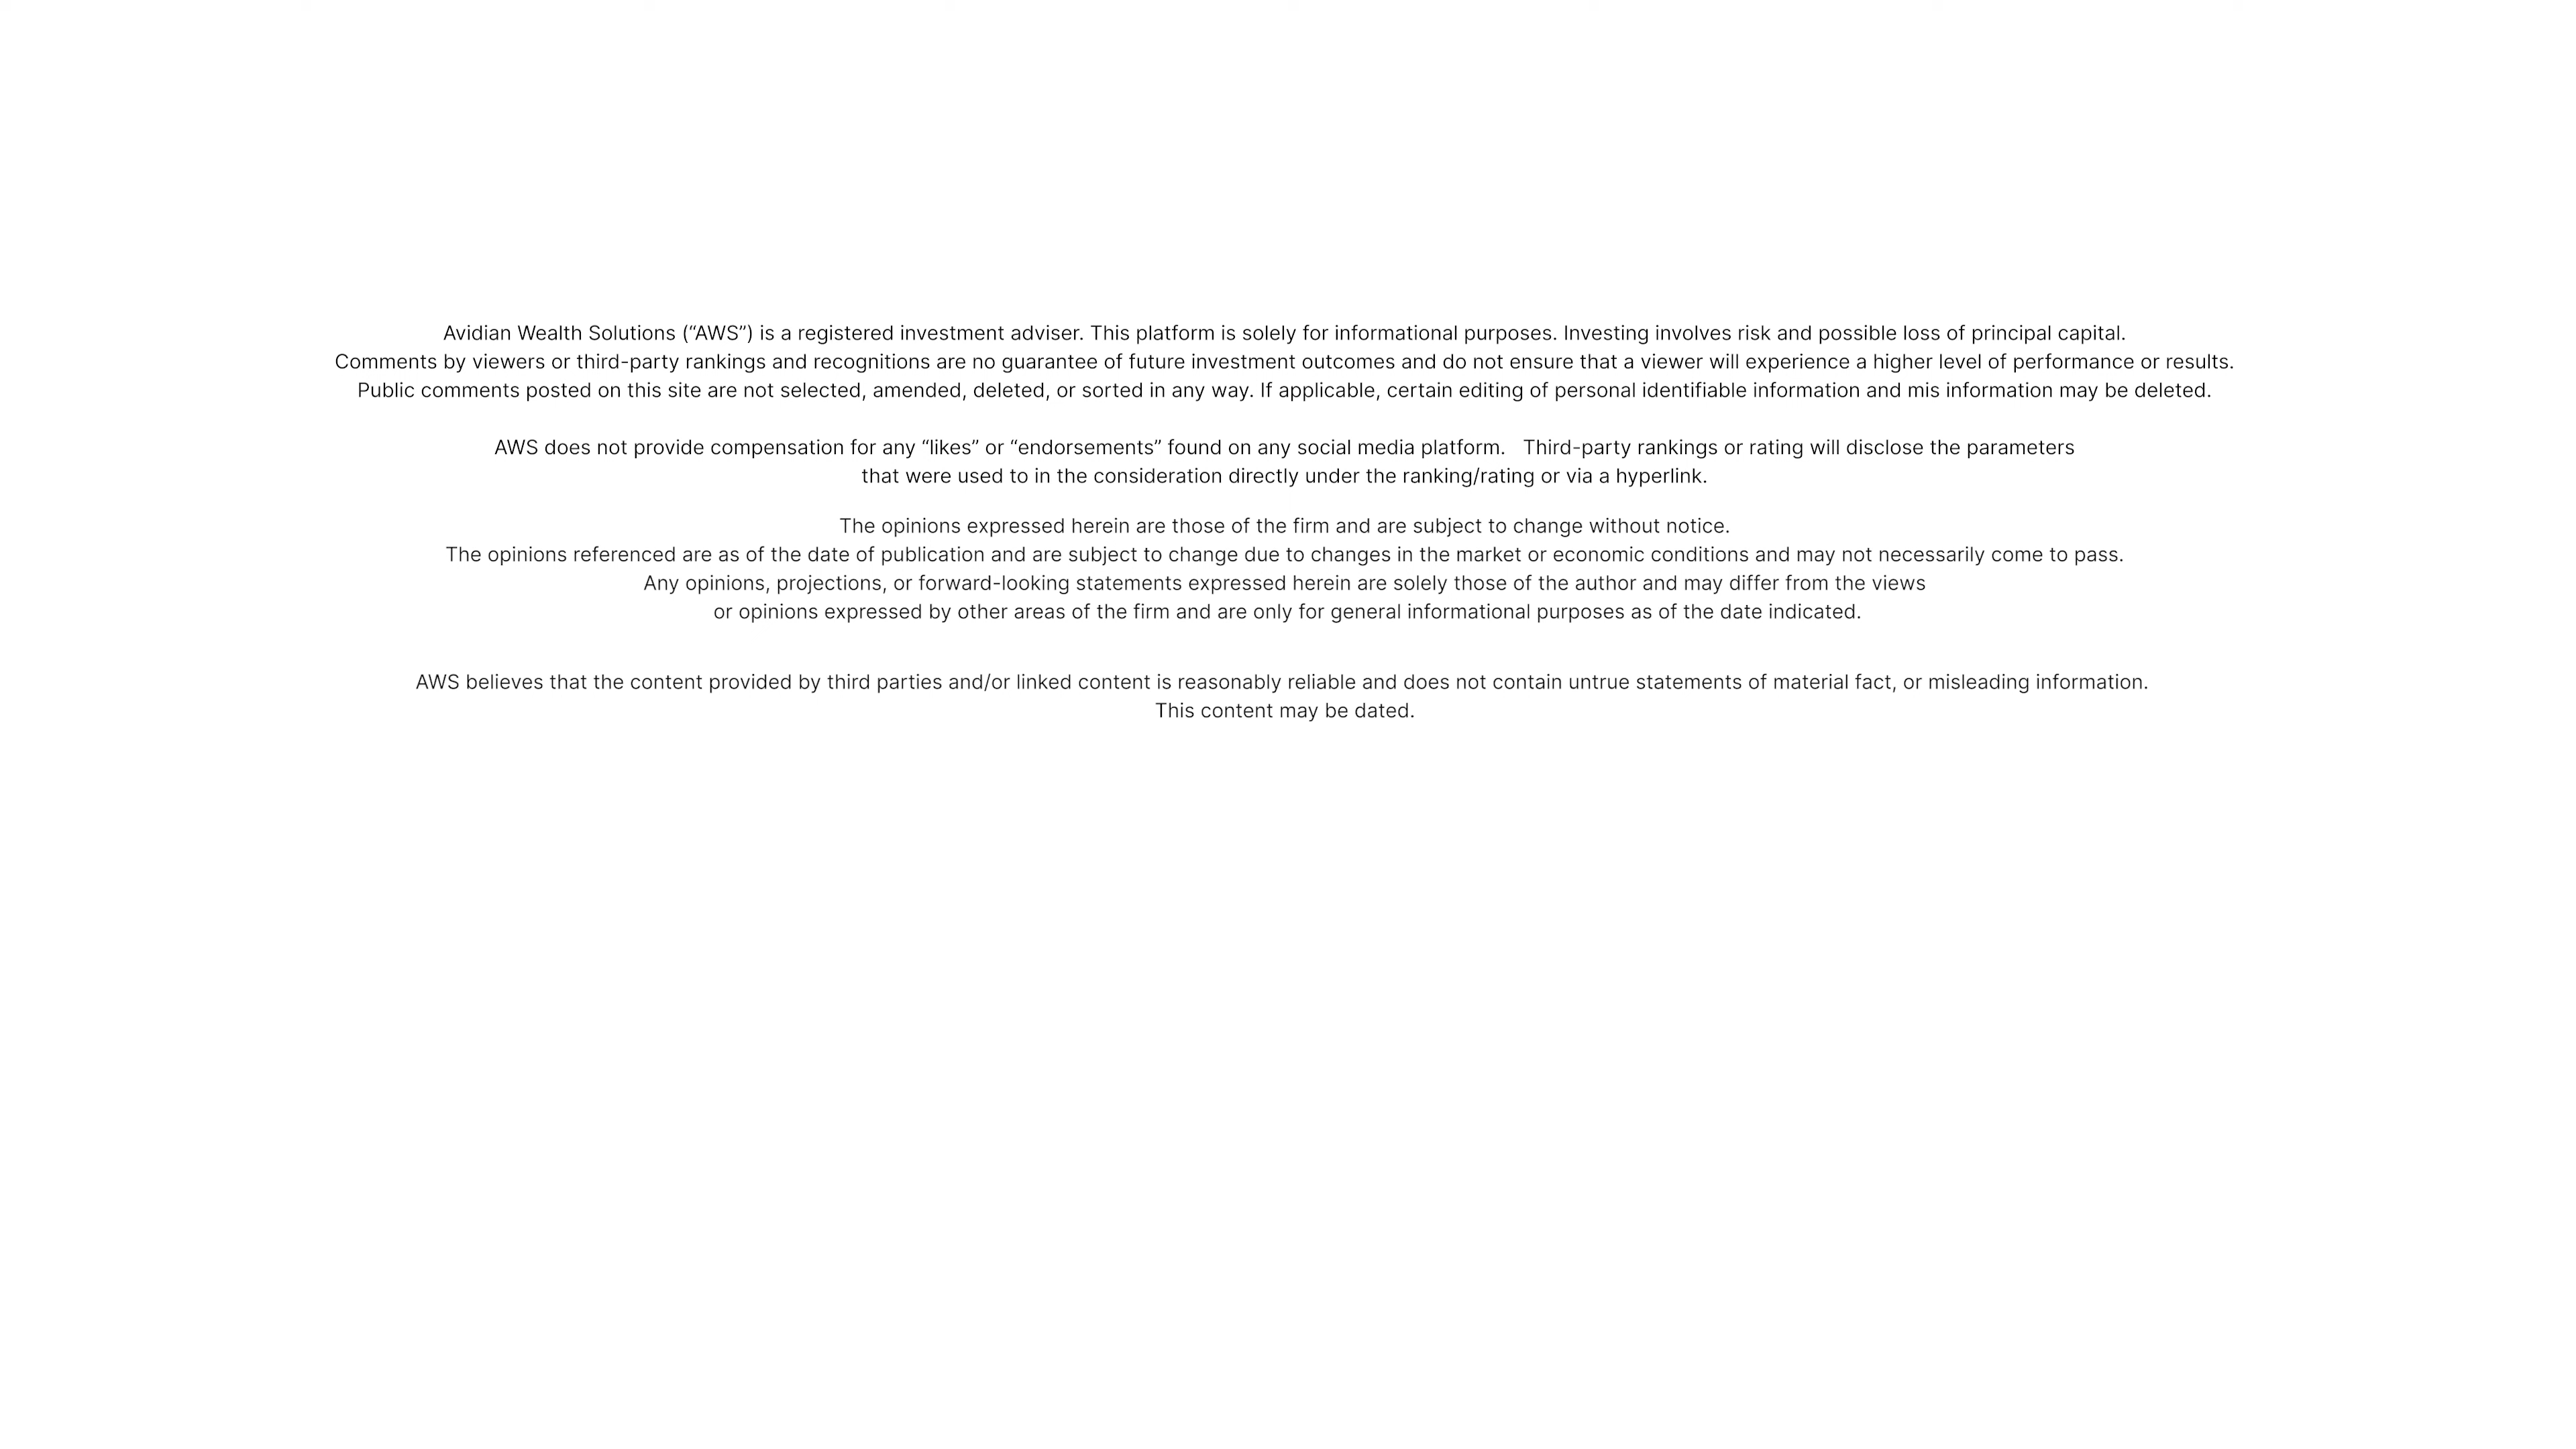 Avidian Wealth Solutions (“AWS”) is a registered investment adviser. This platform is solely for informational purposes. Investing involves risk and possible loss of principal capital.
Comments by viewers or third-party rankings and recognitions are no guarantee of future investment outcomes and do not ensure that a viewer will experience a higher level of performance or results.
Public comments posted on this site are not selected, amended, deleted, or sorted in any way. If applicable, certain editing of personal identifiable information and mis information may be deleted.
AWS does not provide compensation for any “likes” or “endorsements” found on any social media platform.   Third-party rankings or rating will disclose the parameters
that were used to in the consideration directly under the ranking/rating or via a hyperlink.
The opinions expressed herein are those of the firm and are subject to change without notice.
The opinions referenced are as of the date of publication and are subject to change due to changes in the market or economic conditions and may not necessarily come to pass.
Any opinions, projections, or forward-looking statements expressed herein are solely those of the author and may differ from the views
or opinions expressed by other areas of the firm and are only for general informational purposes as of the date indicated.
AWS believes that the content provided by third parties and/or linked content is reasonably reliable and does not contain untrue statements of material fact, or misleading information.
This content may be dated.